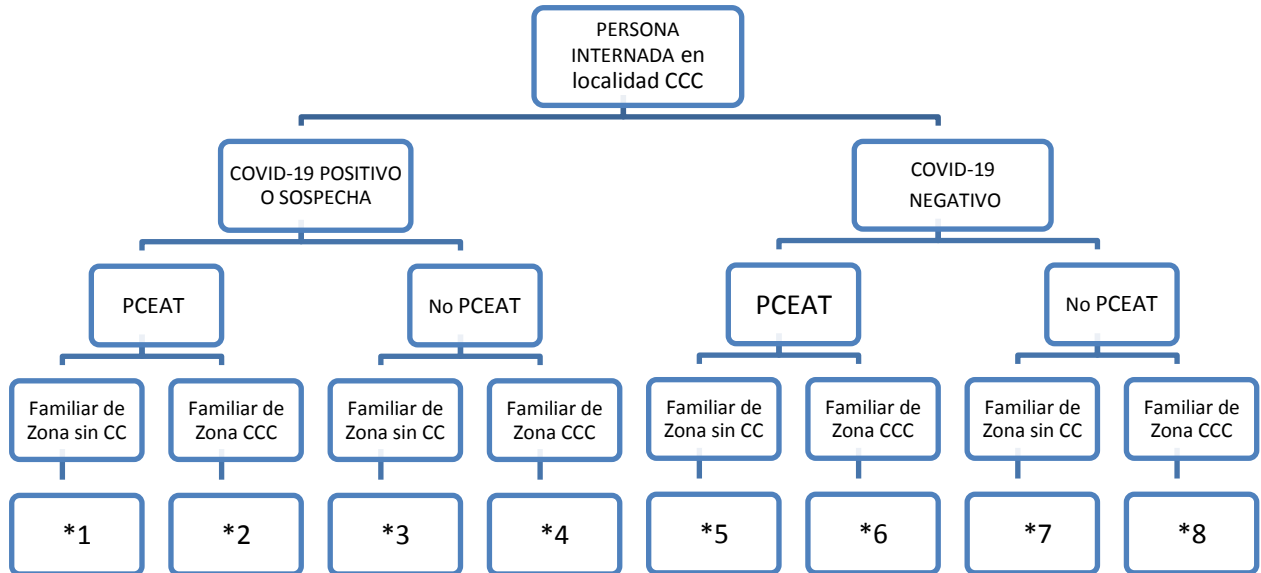 PERSONA
INTERNADA en
localidad CCC
COVID-19 POSITIVO
O SOSPECHA
COVID-19
NEGATIVO
PCEAT
No PCEAT
PCEAT
No PCEAT
Familiar de
Zona sin CC
Familiar de
Zona CCC
Familiar de
Zona sin CC
Familiar de
Zona CCC
Familiar de
Zona sin CC
Familiar de
Zona CCC
Familiar de
Zona sin CC
Familiar de
Zona CCC
*1
*2
*3
*4
*5
*6
*7
*8